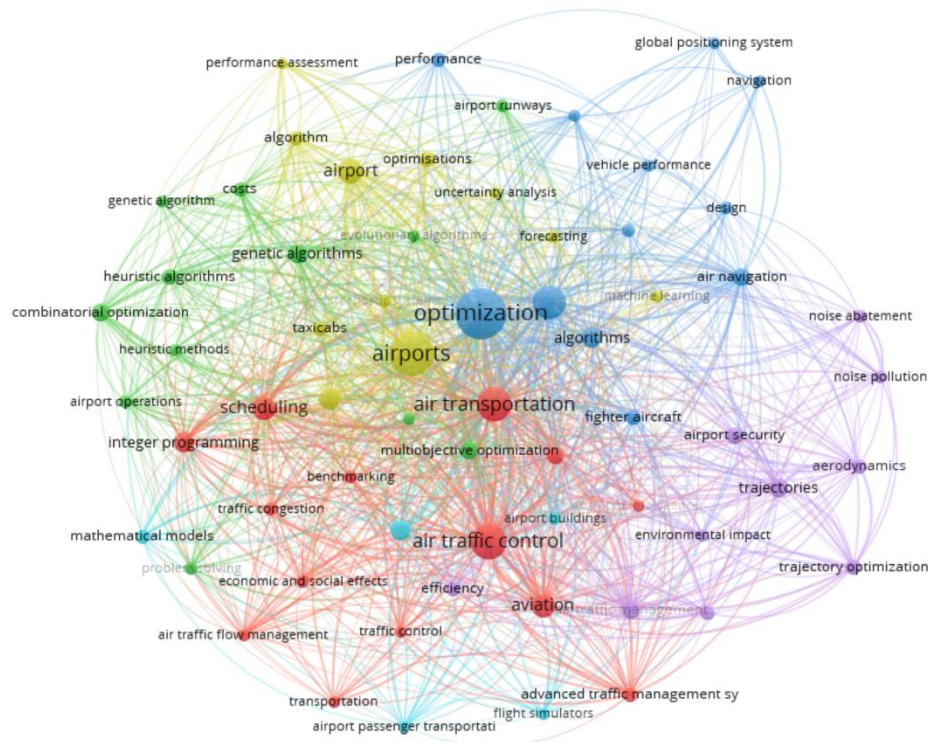 global positioning system
performance
performance assessment
navigation
airport runways
algorithm
optimisations
vehicle performance
airport
costs
uncertainty analysis
genetic algorithm
design
evolutionary algorithms
forecasting
genetic algorithms
heuristic algorithms
air navigation
machine learning
combinatorial optimization
optimization
noise abatement
taxicabs
algorithms
heuristic methods
airports
noise pollution
airport operations
scheduling
air transportation
fighter aircraft
airport security
integer programming
multiobjective optimization
aerodynamics
benchmarking
trajectories
traffic congestion
airport buildings
mathematical models
environmental impact
air traffic control
problem solving
trajectory optimization
economic and social effects
efficiency
aviation
traffic management
air traffic flow management
traffic control
advanced traffic management sy
transportation
flight simulators
airport passenger transportati